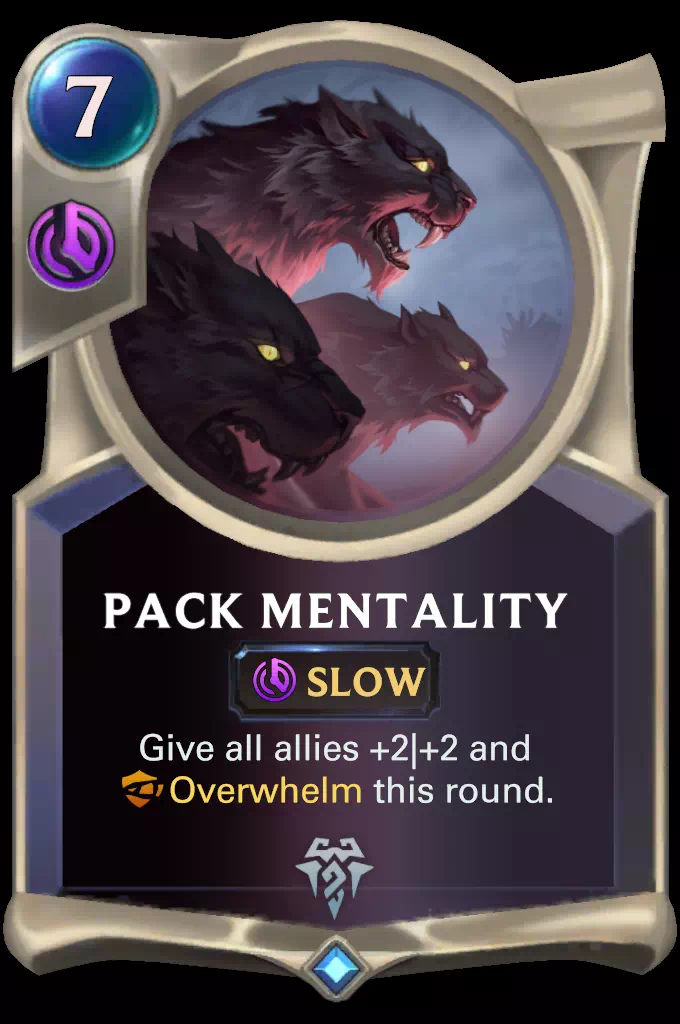 7
PACK MENTALITY
SLOW
Give all allies +2|+2 and
Overwhelm this round.